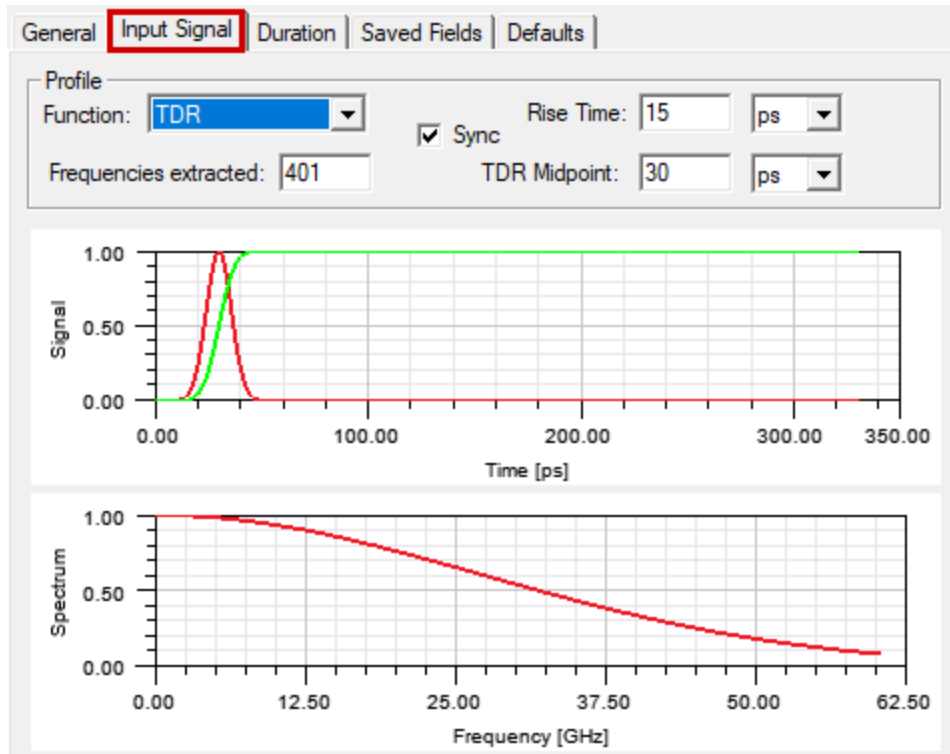 General Input Signal Duration Saved Fields Defaults
Profile
Function: TDR Sync Rise Time: 15 ps
Frequencies extracted: 401 TDR Midpoint: 30 ps
1.00
0.50
0.00
Signal
0.00 100.00 200.00 300.00 350.00
Time [ps]
1.00
0.50
0.00
Spectrum
0.00 12.50 25.00 37.50 50.00 62.50
Frequency [GHz]